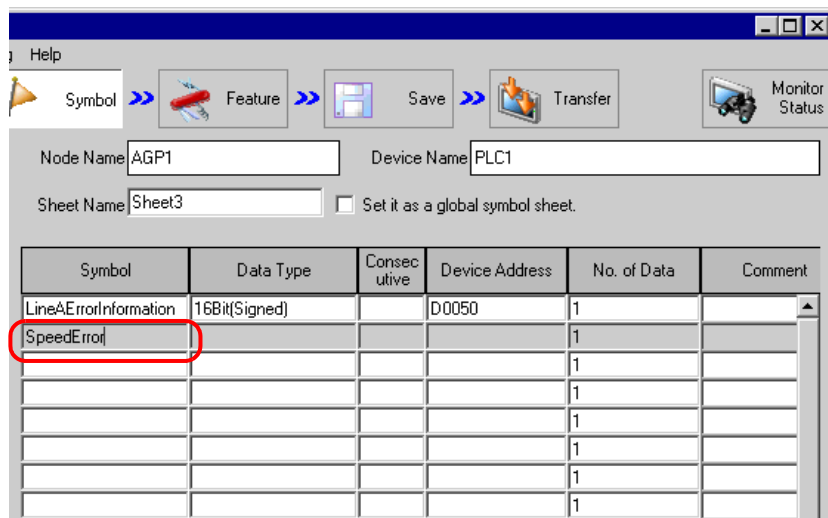 Help
Symbol Feature Save Transfer Monitor Status
Node Name AGP1 Device Name PLC1
Sheet Name Sheet3 Set it as a global symbol sheet.
Symbol Data Type Consec utive Device Address No. of Data Comment
LineAErrorInformation 16Bit(Signed) D0050 1
SpeedError 1
1
1
1
1
1
1